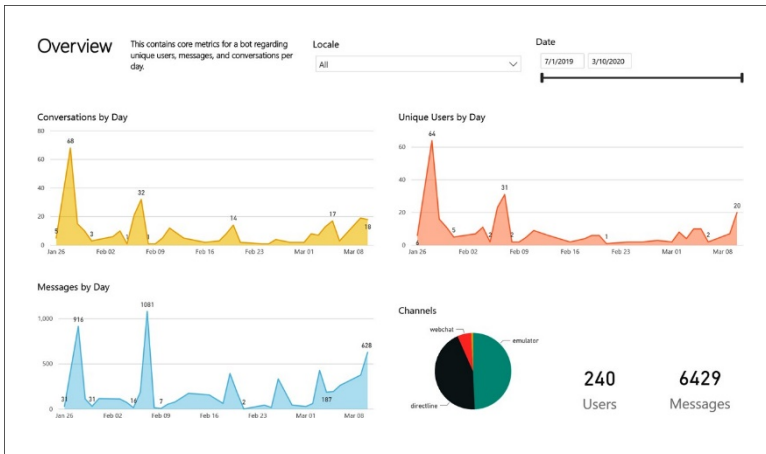 Overview
This contains core metrics for a bot regarding
unique users, messages, and conversations per
day.
Locale
All
Date
7/1/2019
3/10/2020
Conversations by Day
80
60
40
20
0
68
32
14
17
18
3
1
Jan 26
Feb 02
Feb 09
Feb 16
Feb 23
Mar 01
Mar 08
Unique Users by Day
60
40
20
0
64
31
20
5
2
2
1
2
Jan 26
Feb 02
Feb 09
Feb 16
Feb 23
Mar 01
Mar 08
Messages by Day
1,000
500
0
916
1081
628
31
31
16
7
2
187
Jan 26
Feb 02
Feb 09
Feb 16
Feb 23
Mar 01
Mar 08
Channels
webchat
emulator
directline
240
Users
6429
Messages